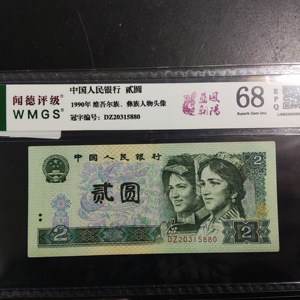 闻德评级
WMGS
中国人民银行 贰圆
1990年 维吾尔族、彝族人物头像
冠字编号: DZ20315880
68
EPQ
Superb Gem Unc
中国人民银行
贰圆
2
2
DZ20315880